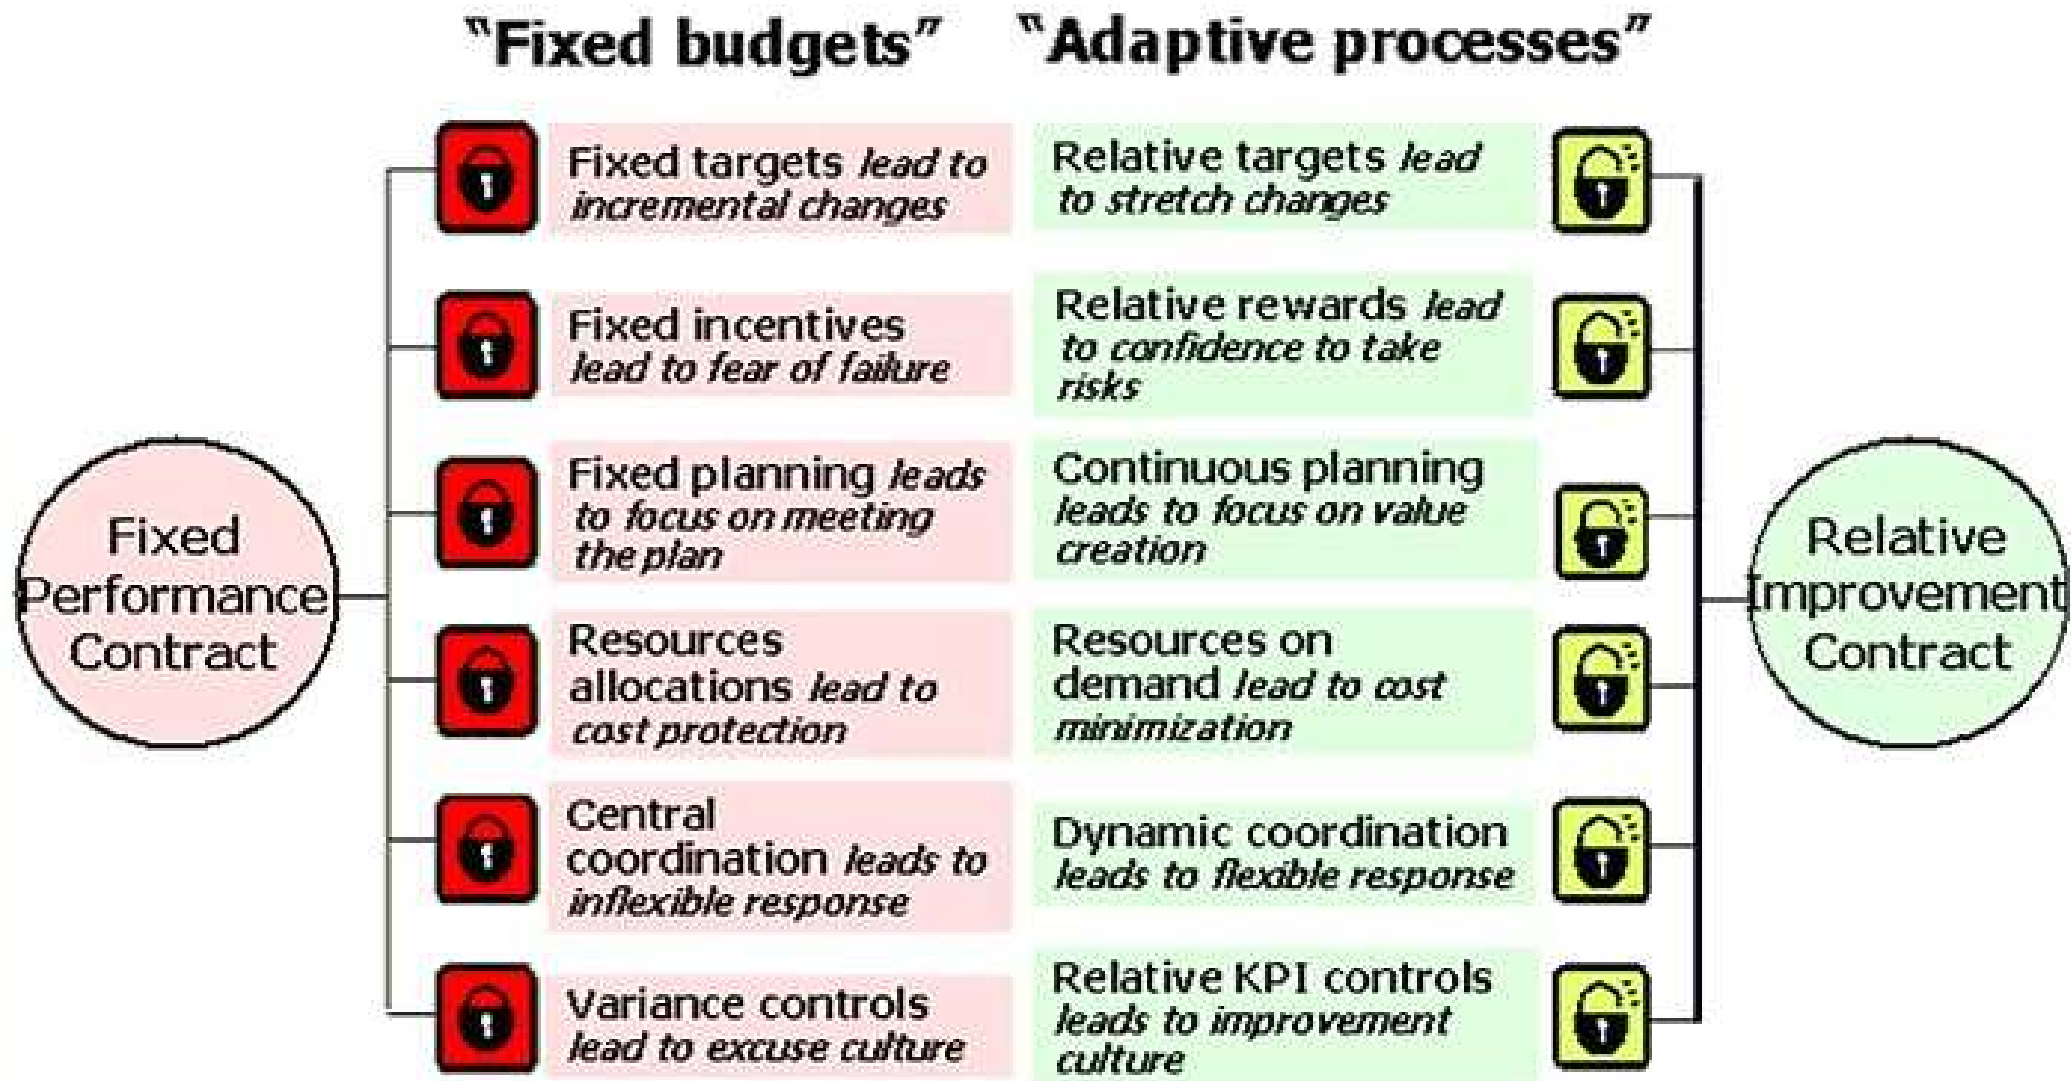 "Fixed budgets"
"Adaptive processes"
Fixed
Performance
Contract
Fixed targets lead to
incremental changes
Fixed incentives
lead to fear of failure
Fixed planning leads
to focus on meeting
the plan
Resources
allocations lead to
cost protection
Central
coordination leads to
inflexible response
Variance controls
lead to excuse culture
Relative targets lead
to stretch changes
Relative rewards lead
to confidence to take
risks
Continuous planning
leads to focus on value
creation
Resources on
demand lead to cost
minimization
Dynamic coordination
leads to flexible response
Relative KPI controls
leads to improvement
culture
Relative
Improvement
Contract